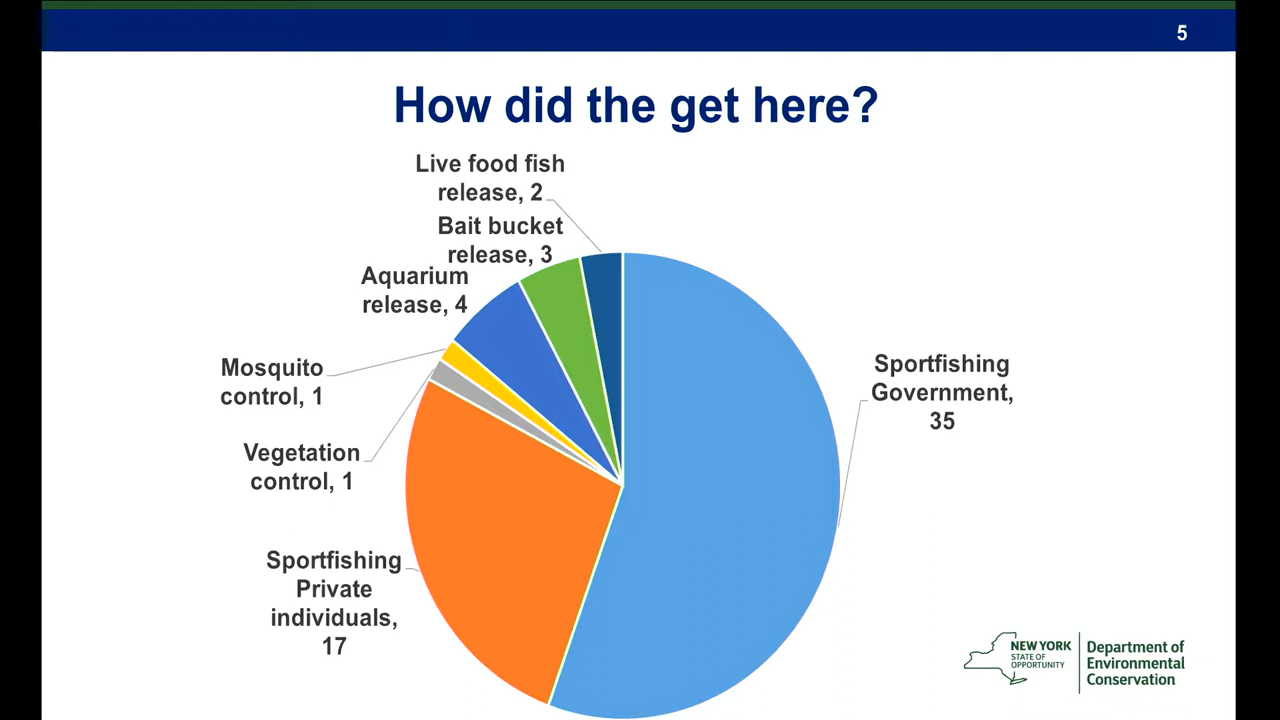 5
How did the get here?
Live food fish
release, 2
Bait bucket
release, 3
Aquarium
release, 4
Mosquito
control, 1
Vegetation
control, 1
Sportfishing
Private
individuals,
17
Sportfishing
Government,
35
NEW YORK
STATE OF
OPPORTUNITY
Department of
Environmental
Conservation